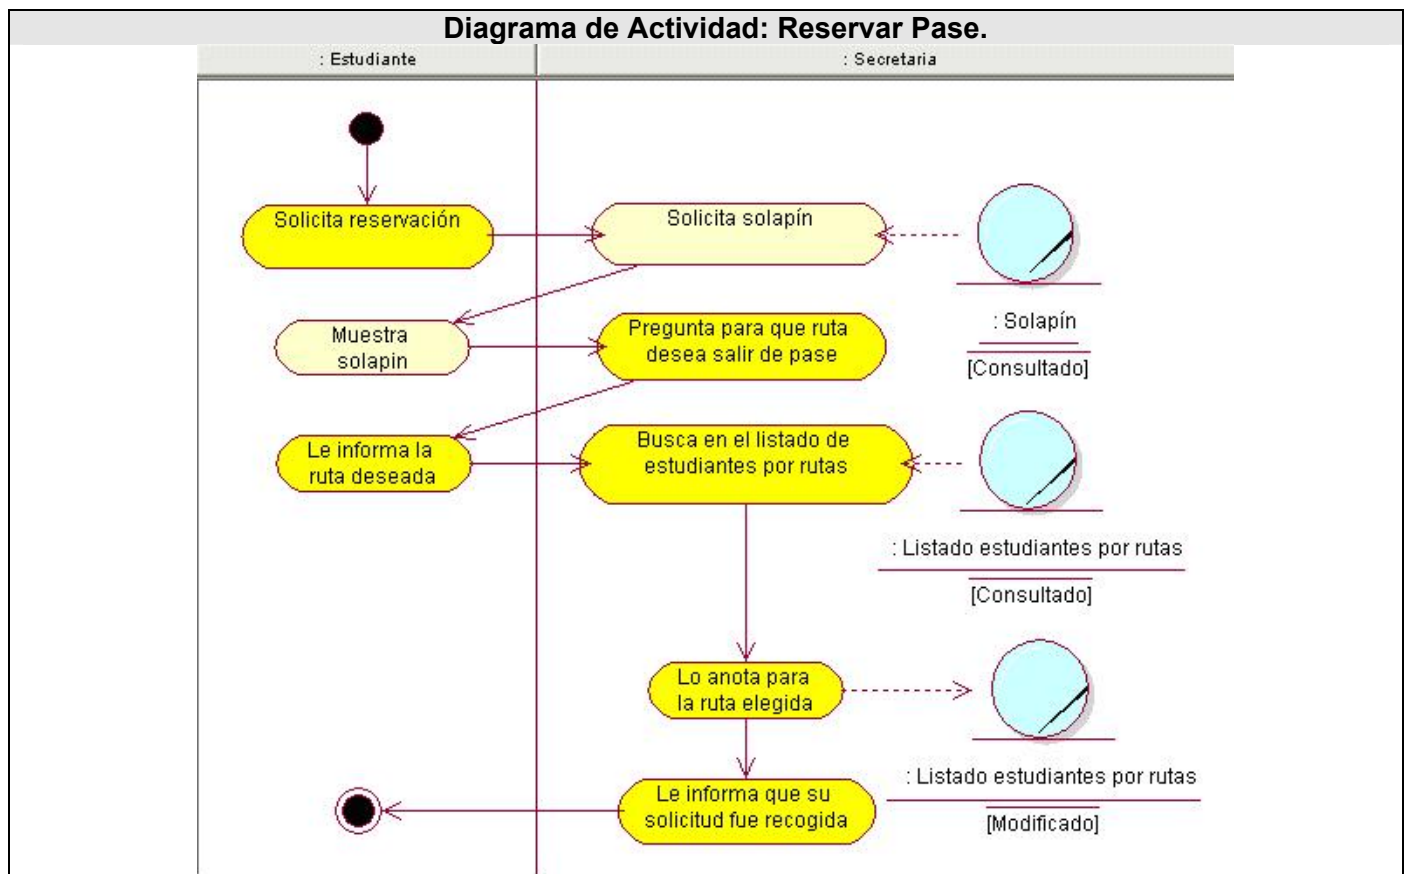 Diagrama de Actividad: Reservar Pase.
: Estudiante
: Secretaria
Solicita reservación
Solicita solapín
: Solapín
[Consultado]
Muestra
solapin
Pregunta para que ruta
desea salir de pase
Le informa la
ruta deseada
Busca en el listado de
estudiantes por rutas
: Listado estudiantes por rutas
[Consultado]
Lo anota para
la ruta elegida
: Listado estudiantes por rutas
[Modificado]
Le informa que su
solicitud fue recogida